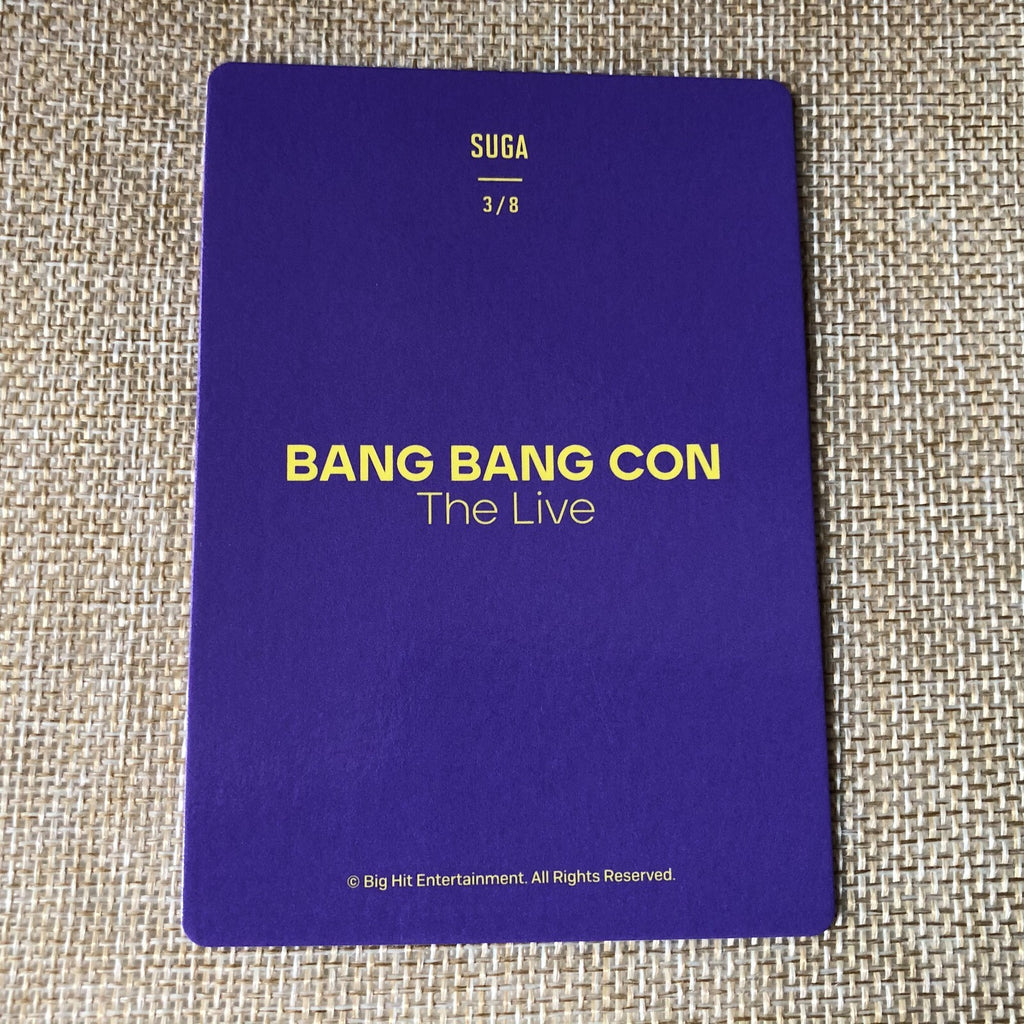 SUGA
3/8
BANG BANG CON
The Live
© Big Hit Entertainment. All Rights Reserved.